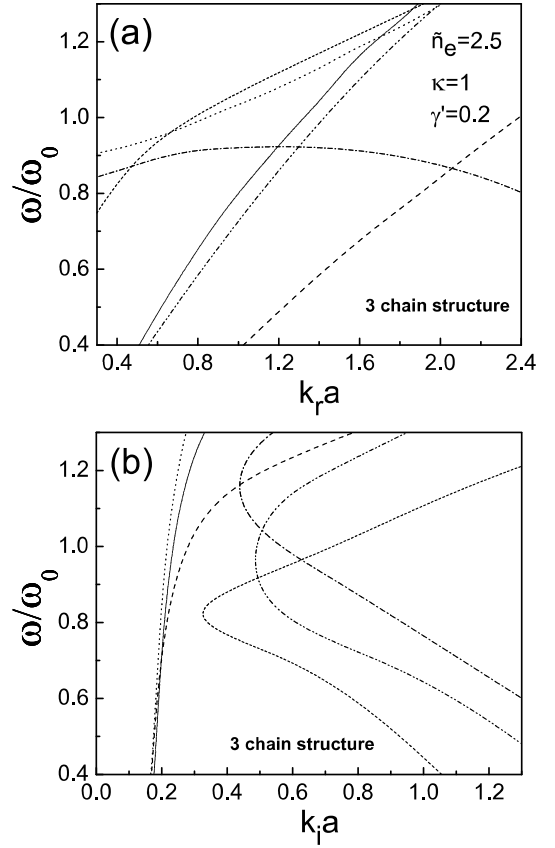 (a)
ñₑ=2.5
κ=1
γ'=0.2
3 chain structure
ω/ω₀
1.2
1.0
0.8
0.6
0.4
0.4 0.8 1.2 1.6 2.0 2.4
kᵣa
(b)
3 chain structure
ω/ω₀
1.2
1.0
0.8
0.6
0.4
0.0 0.2 0.4 0.6 0.8 1.0 1.2
kᵢa